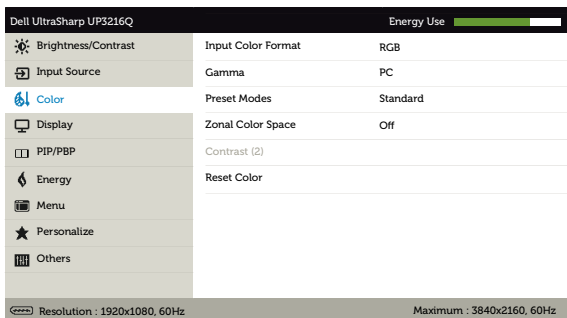 Dell UltraSharp UP3216Q Energy Use
Brightness/Contrast Input Color Format RGB
Input Source Gamma PC
Color Preset Modes Standard
Display Zonal Color Space Off
PIP/PBP Contrast (2)
Energy Reset Color
Menu
Personalize
Others
Resolution : 1920x1080, 60Hz Maximum : 3840x2160, 60Hz